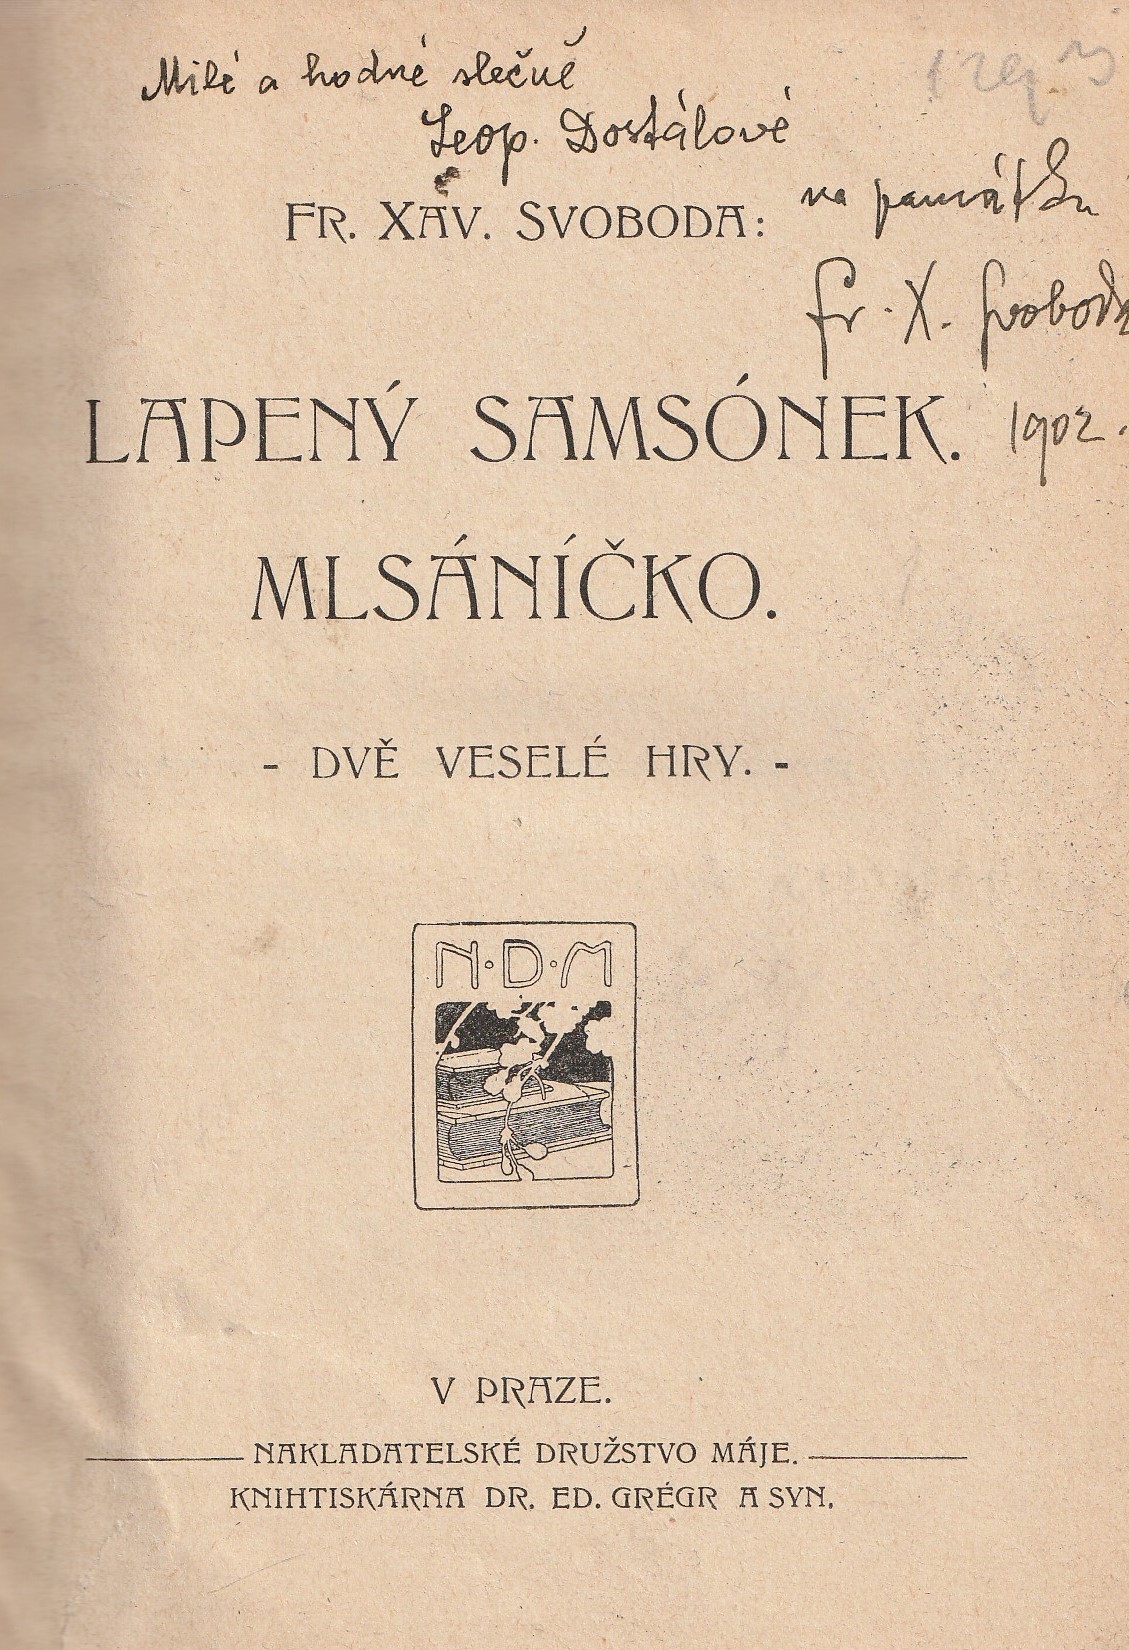 Milé a hodné slečně
Leop. Dostálové
na památku
Fr. X. Svoboda
1902.
FR. XAV. SVOBODA:
LAPENÝ SAMSÓNEK.
MLSÁNÍČKO.
- DVĚ VESELÉ HRY. -
N·D·M
V PRAZE.
NAKLADATELSKÉ DRUŽSTVO MÁJE.
KNIHTISKÁRNA DR. ED. GRÉGR A SYN.